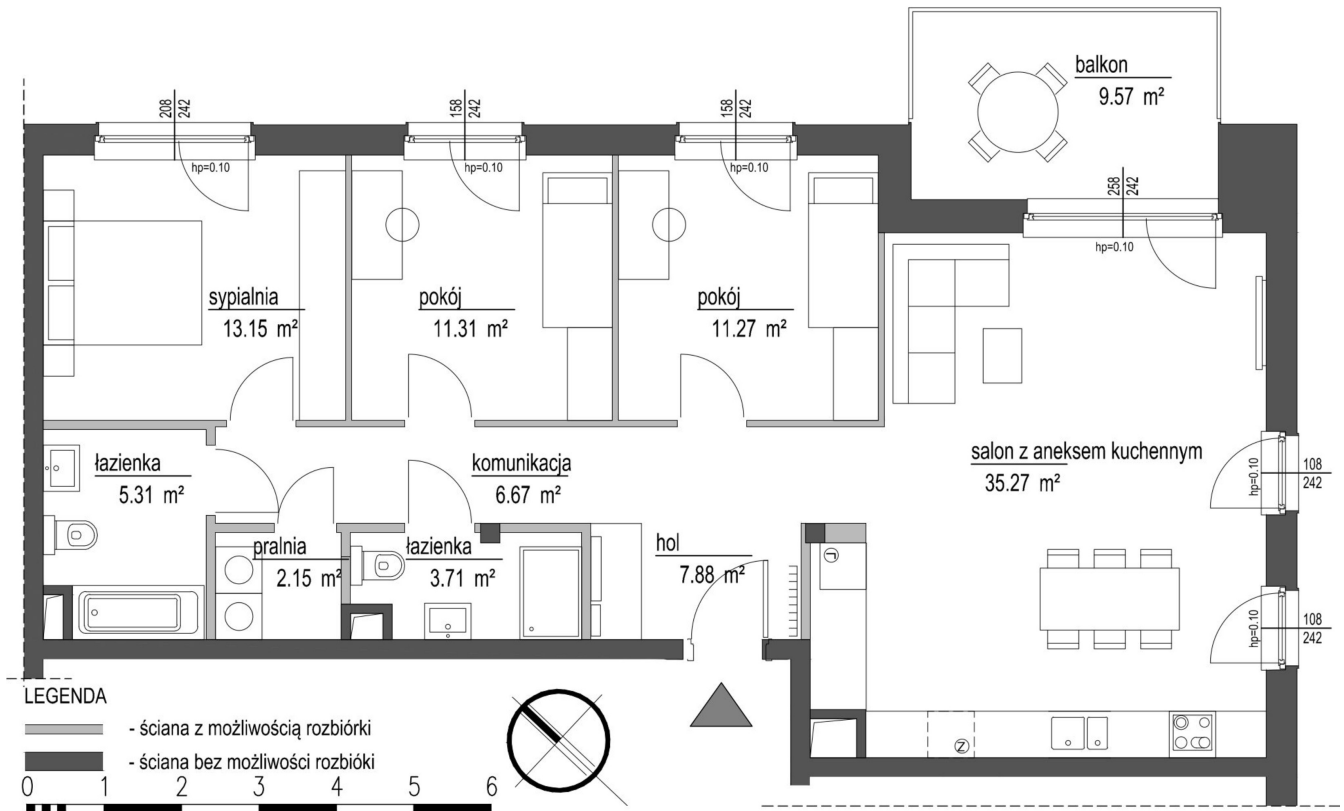 balkon
9.57 m²
208
242
158
242
158
242
258
242
hp=0.10
hp=0.10
hp=0.10
hp=0.10
sypialnia
13.15 m²
pokój
11.31 m²
pokój
11.27 m²
łazienka
5.31 m²
komunikacja
6.67 m²
salon z aneksem kuchennym
35.27 m²
hp=0.10
108
242
pralnia
2.15 m²
łazienka
3.71 m²
hol
7.88 m²
L
hp=0.10
108
242
Z
LEGENDA
- ściana z możliwością rozbiórki
- ściana bez możliwości rozbióki
0 1 2 3 4 5 6